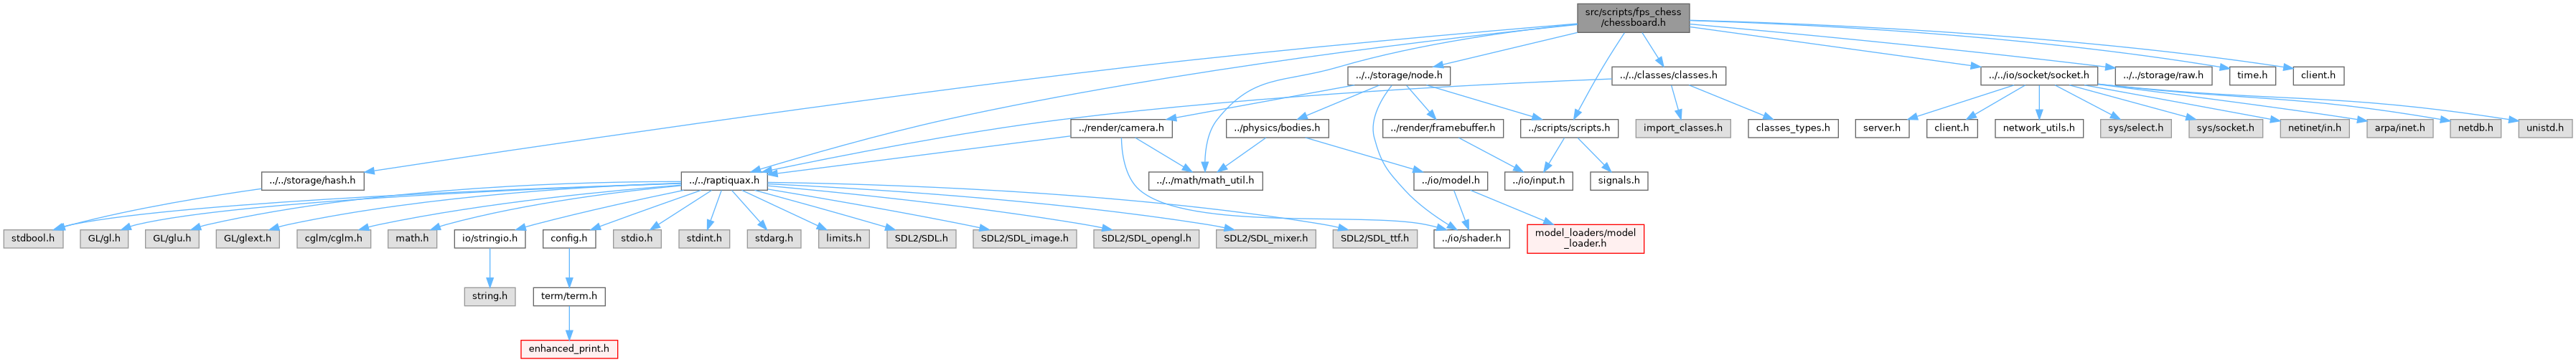 src/scripts/fps_chess
/chessboard.h
../../storage/node.h
../../classes/classes.h
../../io/socket/socket.h
../../storage/raw.h
time.h
client.h
../render/camera.h
../physics/bodies.h
../render/framebuffer.h
../scripts/scripts.h
import_classes.h
classes_types.h
server.h
client.h
network_utils.h
sys/select.h
sys/socket.h
netinet/in.h
arpa/inet.h
netdb.h
unistd.h
../../storage/hash.h
../../raptiquax.h
../../math/math_util.h
../io/model.h
../io/input.h
signals.h
stdbool.h
GL/gl.h
GL/glu.h
GL/glext.h
cglm/cglm.h
math.h
io/stringio.h
config.h
stdio.h
stdint.h
stdarg.h
limits.h
SDL2/SDL.h
SDL2/SDL_image.h
SDL2/SDL_opengl.h
SDL2/SDL_mixer.h
SDL2/SDL_ttf.h
../io/shader.h
model_loaders/model
_loader.h
string.h
term/term.h
enhanced_print.h